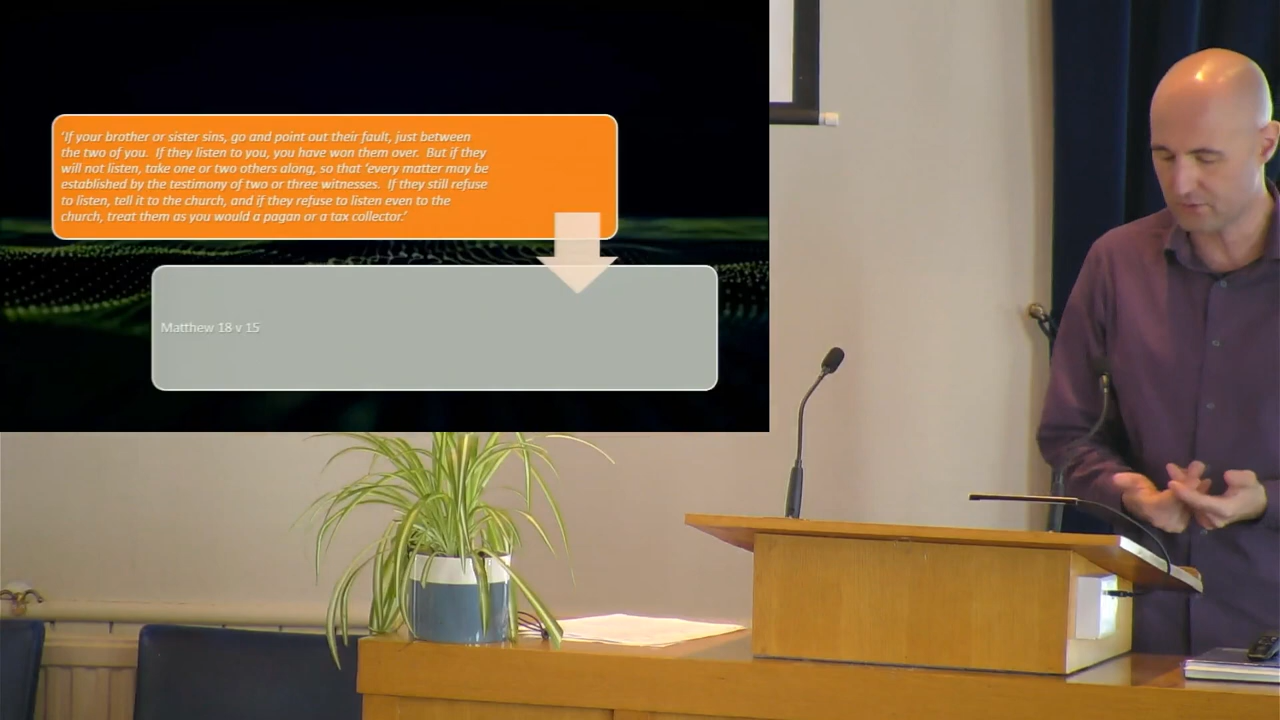 ‘If your brother or sister sins, go and point out their fault, just between
the two of you.  If they listen to you, you have won them over.  But if they
will not listen, take one or two others along, so that ‘every matter may be
established by the testimony of two or three witnesses.  If they still refuse
to listen, tell it to the church, and if they refuse to listen even to the
church, treat them as you would a pagan or a tax collector.’
Matthew 18 v 15